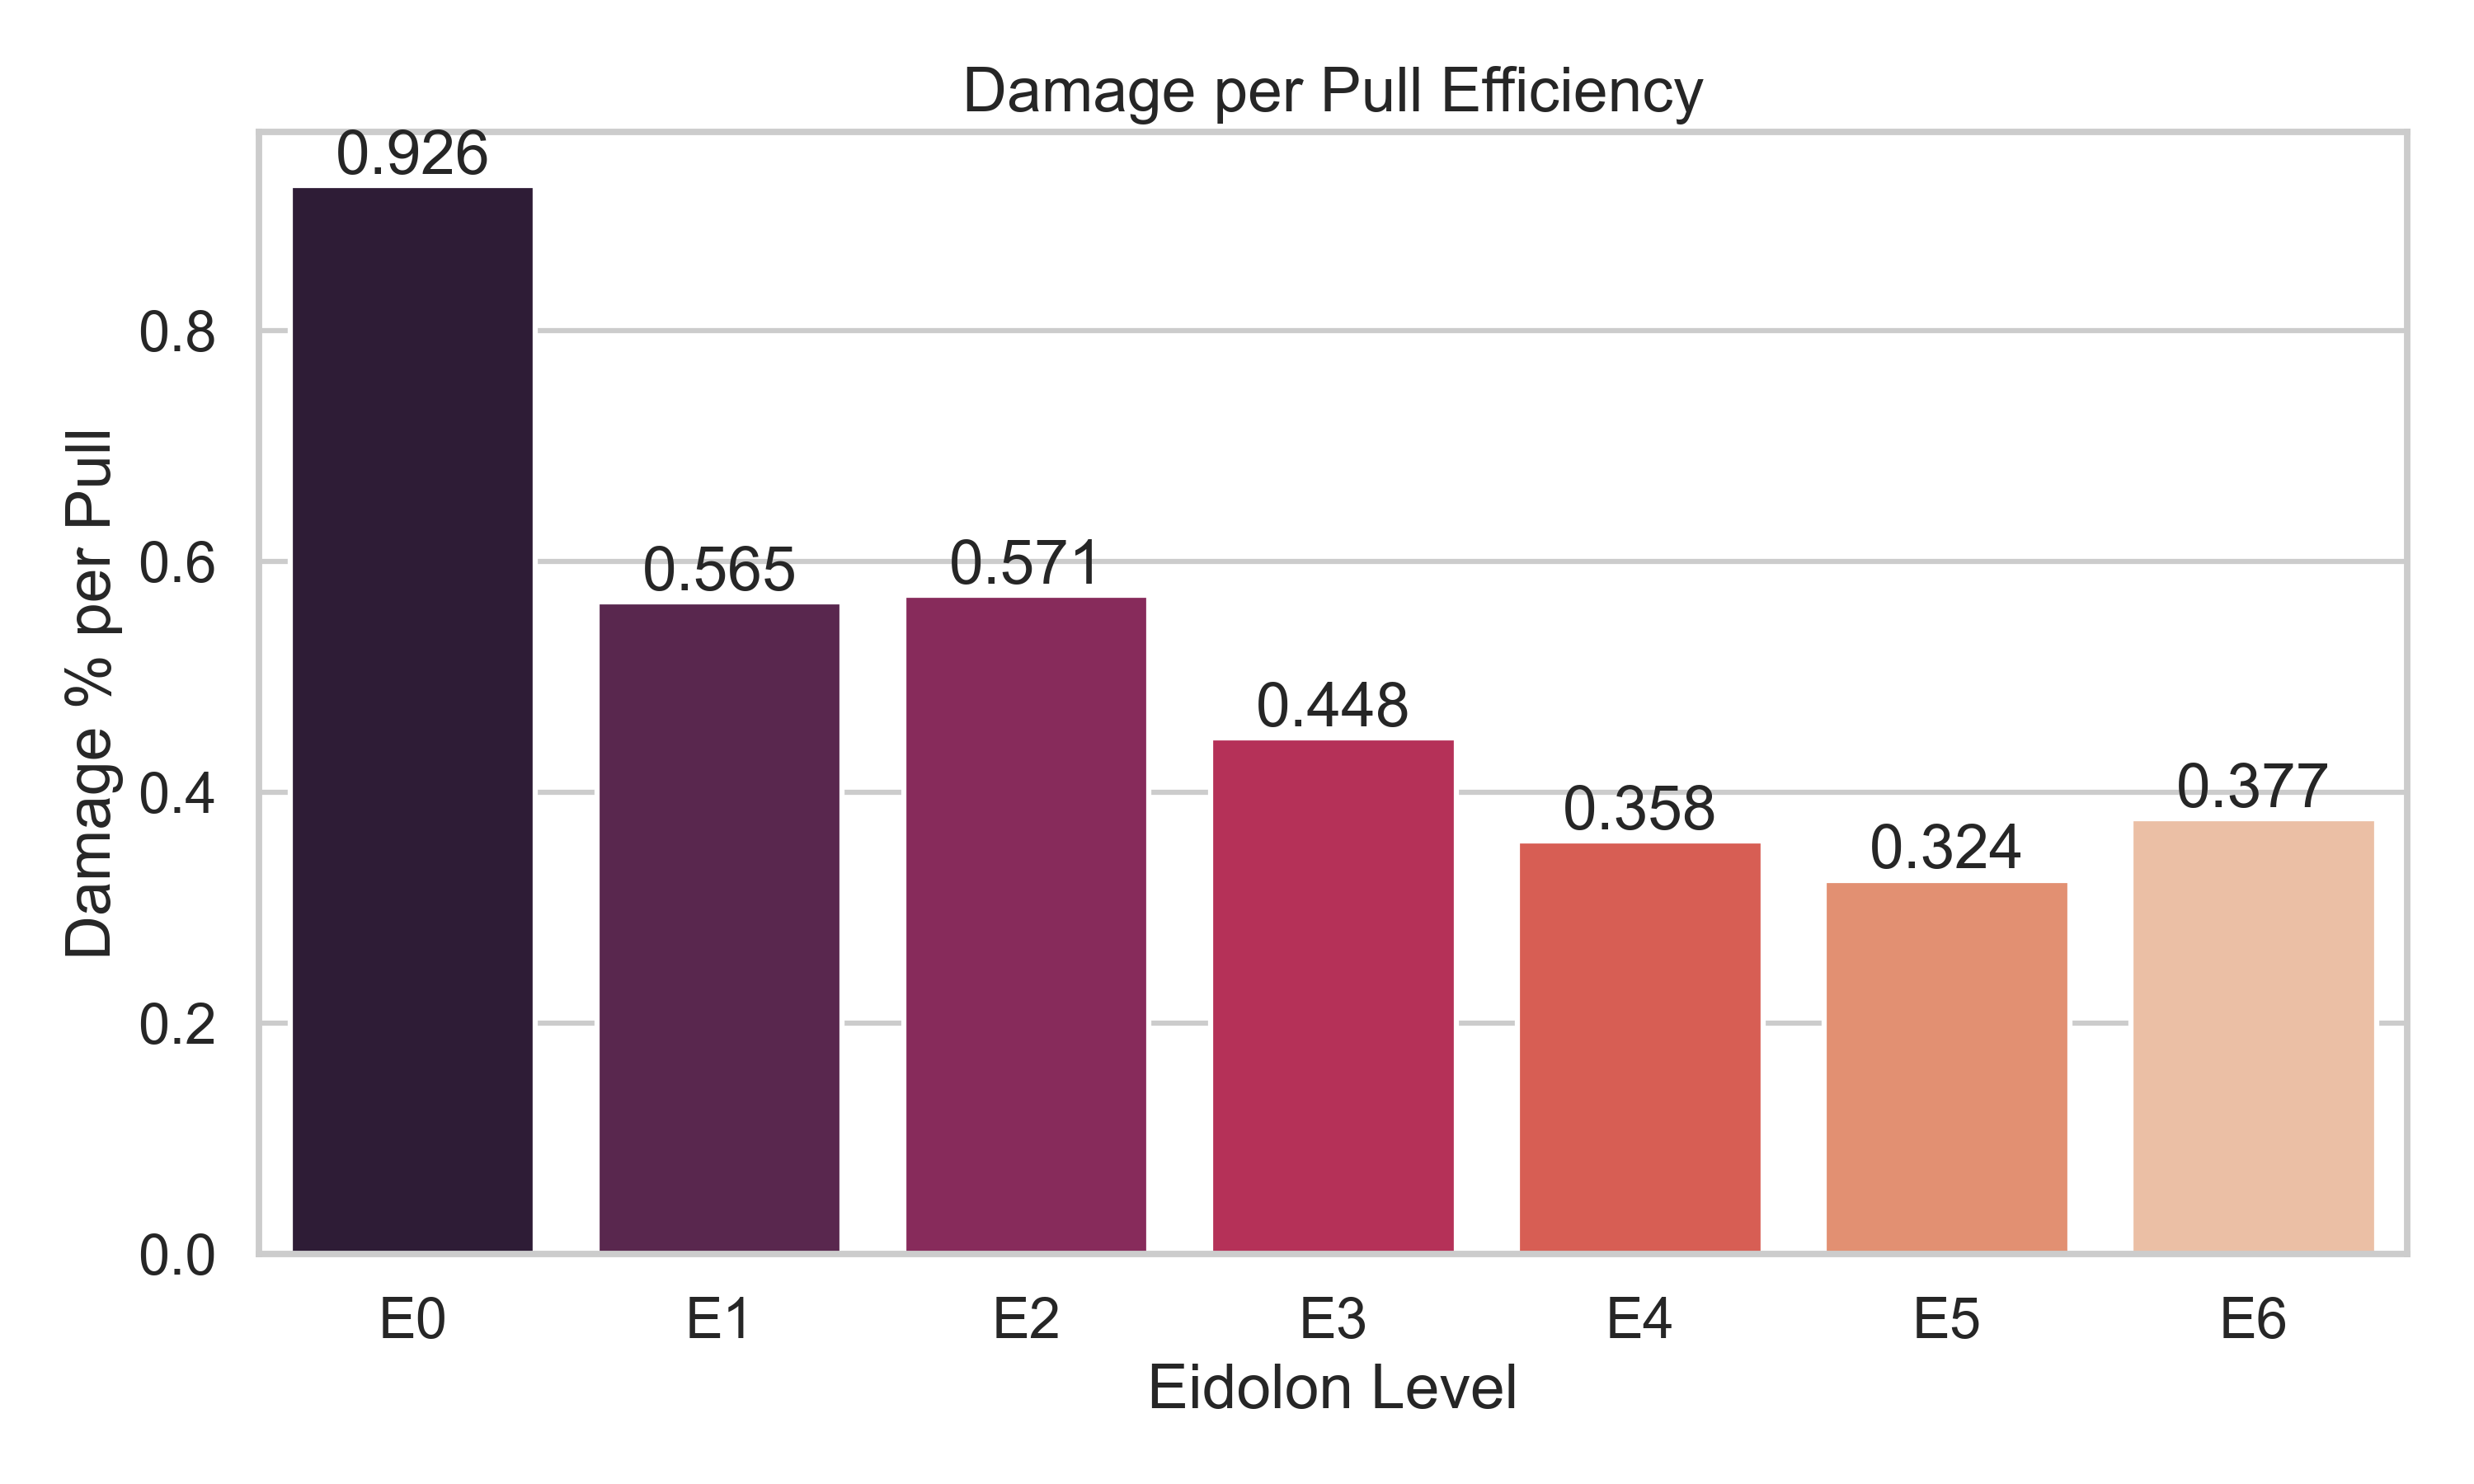 Damage per Pull Efficiency
Damage % per Pull
0.8
0.6
0.4
0.2
0.0
0.926
0.565
0.571
0.448
0.358
0.324
0.377
E0
E1
E2
E3
E4
E5
E6
Eidolon Level